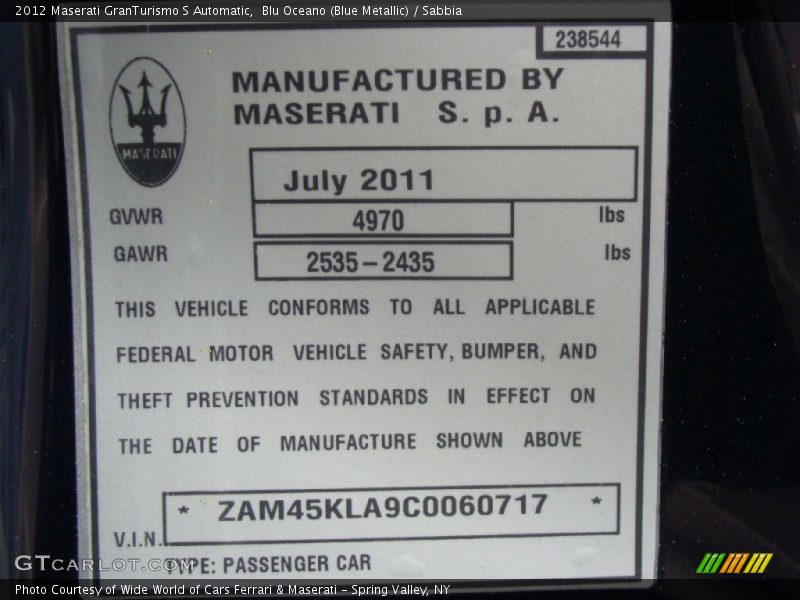 2012 Maserati GranTurismo S Automatic,  Blu Oceano (Blue Metallic) / Sabbia
238544
MASERATI
MANUFACTURED BY
MASERATI S. p. A.
July 2011
GVWR 4970 lbs
GAWR 2535-2435 lbs
THIS VEHICLE CONFORMS TO ALL APPLICABLE
FEDERAL MOTOR VEHICLE SAFETY, BUMPER, AND
THEFT PREVENTION STANDARDS IN EFFECT ON
THE DATE OF MANUFACTURE SHOWN ABOVE
V.I.N. * ZAM45KLA9C0060717 *
TYPE: PASSENGER CAR
GTcarlot.com
Photo Courtesy of Wide World of Cars Ferrari & Maserati - Spring Valley, NY